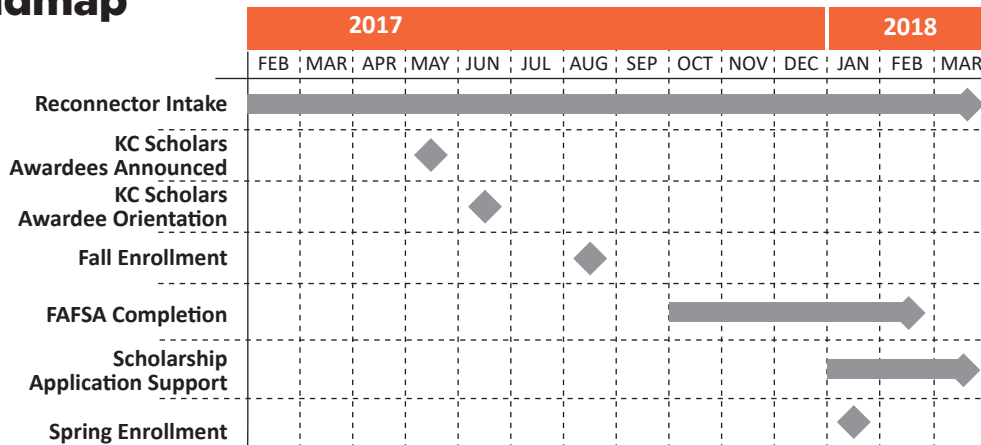 2017 2018
FEB MAR APR MAY JUN JUL AUG SEP OCT NOV DEC JAN FEB MAR
Reconnector Intake
KC Scholars
Awardees Announced
KC Scholars
Awardee Orientation
Fall Enrollment
FAFSA Completion
Scholarship
Application Support
Spring Enrollment